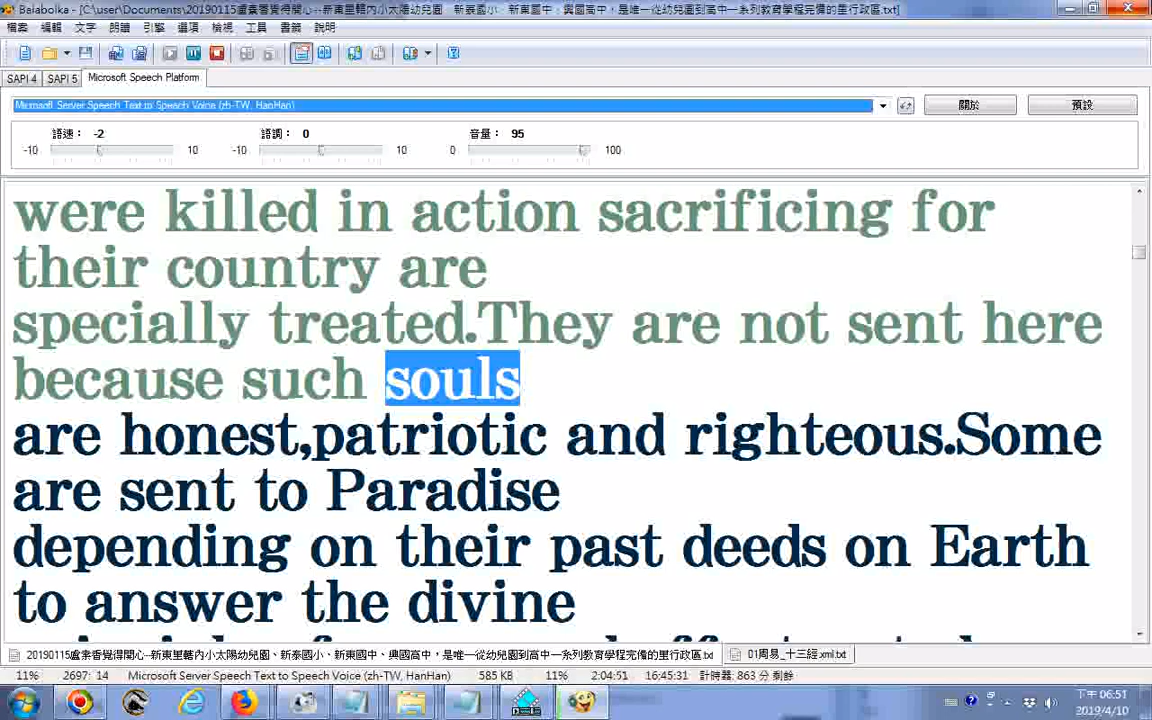 Balabolka - [C:\user\Documents\20190115盧素香覺得開心--新東里轄內小太陽幼兒園、新泰國小、新東國中、興國高中，是唯一從幼兒園到高中一系列教育學程完備的里行政區.txt]
檔案 編輯 文字 朗讀 引擎 選項 檢視 工具 書籤 說明
SAPI 4 SAPI 5 Microsoft Speech Platform
Microsoft Server Speech Text to Speech Voice (zh-TW, HanHan) 關於 預設
語速： -2 語調： 0 音量： 95
-10 10 -10 10 0 100
were killed in action sacrificing for
their country are
specially treated.They are not sent here
because such souls
are honest,patriotic and righteous.Some
are sent to Paradise
depending on their past deeds on Earth
to answer the divine
20190115盧素香覺得開心--新東里轄內小太陽幼兒園、新泰國小、新東國中、興國高中，是唯一從幼兒園到高中一系列教育學程完備的里行政區.txt 01周易_十三經.xml.txt
11% 2697: 14 Microsoft Server Speech Text to Speech Voice (zh-TW, HanHan) 585 KB 11% 2:04:51 16:45:31 計時器: 863 分 剩餘
下午 06:51
2019/4/10